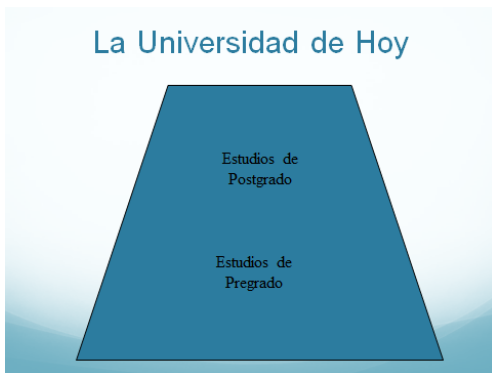 La Universidad de Hoy
Estudios de
Postgrado
Estudios de
Pregrado